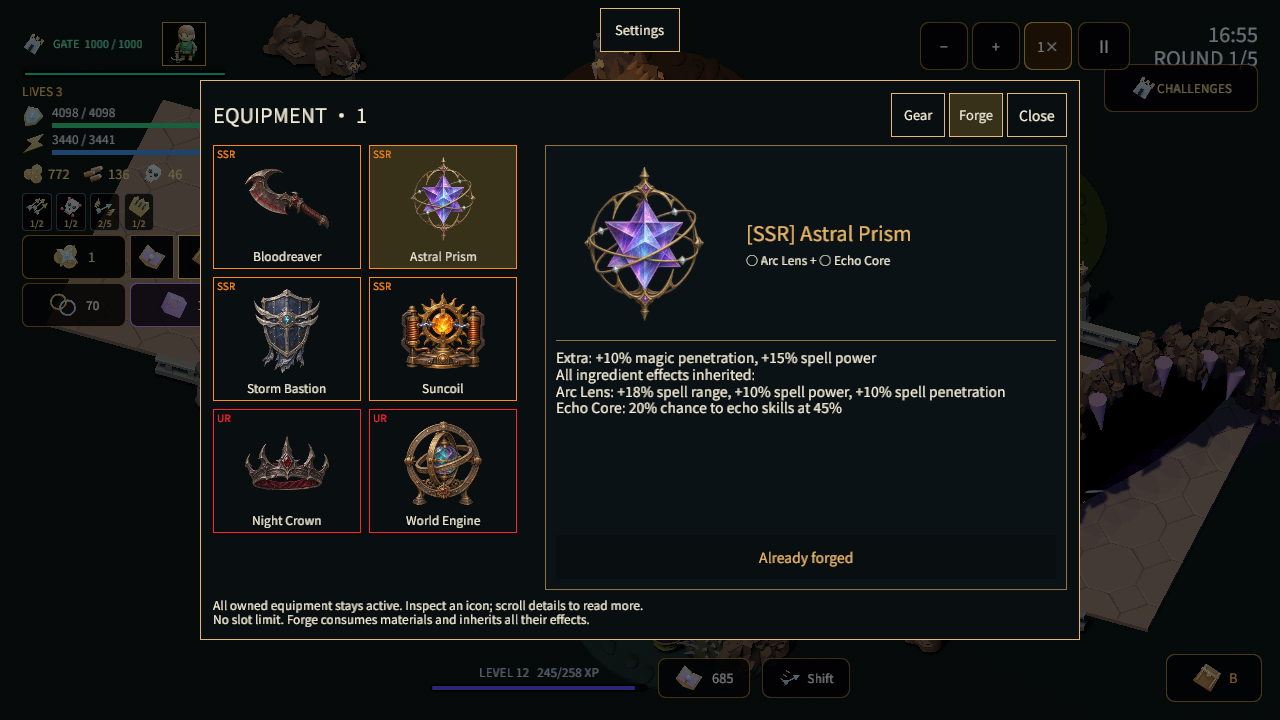 Settings
GATE 1000 / 1000
− + 1✕
16:55
ROUND 1/5
CHALLENGES
LIVES 3
4098 / 4098
3440 / 3441
772 136 46
1/2 1/2 2/5 1/2
1
70
EQUIPMENT • 1
Gear Forge Close
SSR SSR
Bloodreaver Astral Prism
SSR SSR
Storm Bastion Suncoil
UR UR
Night Crown World Engine
[SSR] Astral Prism
Arc Lens + Echo Core
Extra: +10% magic penetration, +15% spell power
All ingredient effects inherited:
Arc Lens: +18% spell range, +10% spell power, +10% spell penetration
Echo Core: 20% chance to echo skills at 45%
Already forged
All owned equipment stays active. Inspect an icon; scroll details to read more.
No slot limit. Forge consumes materials and inherits all their effects.
LEVEL 12 245/258 XP
685 Shift B